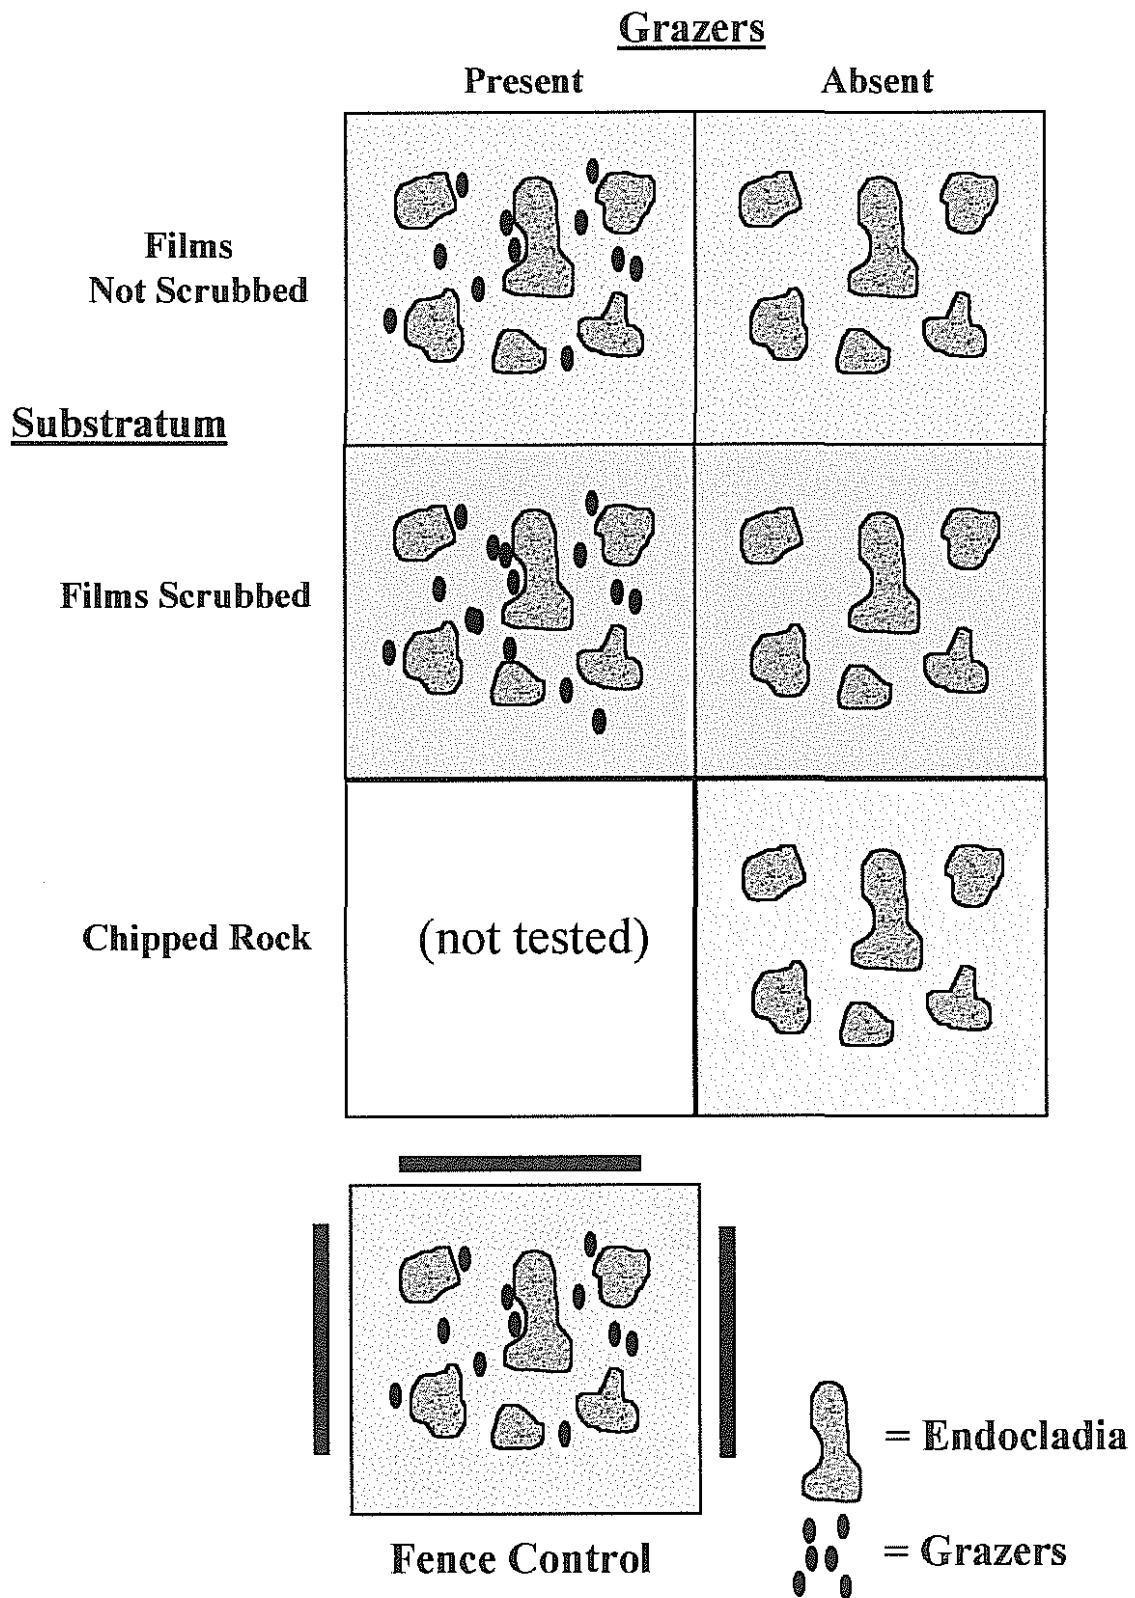 Grazers
Present Absent
Films
Not Scrubbed
Substratum
Films Scrubbed
Chipped Rock
(not tested)
= Endocladia
Fence Control
= Grazers